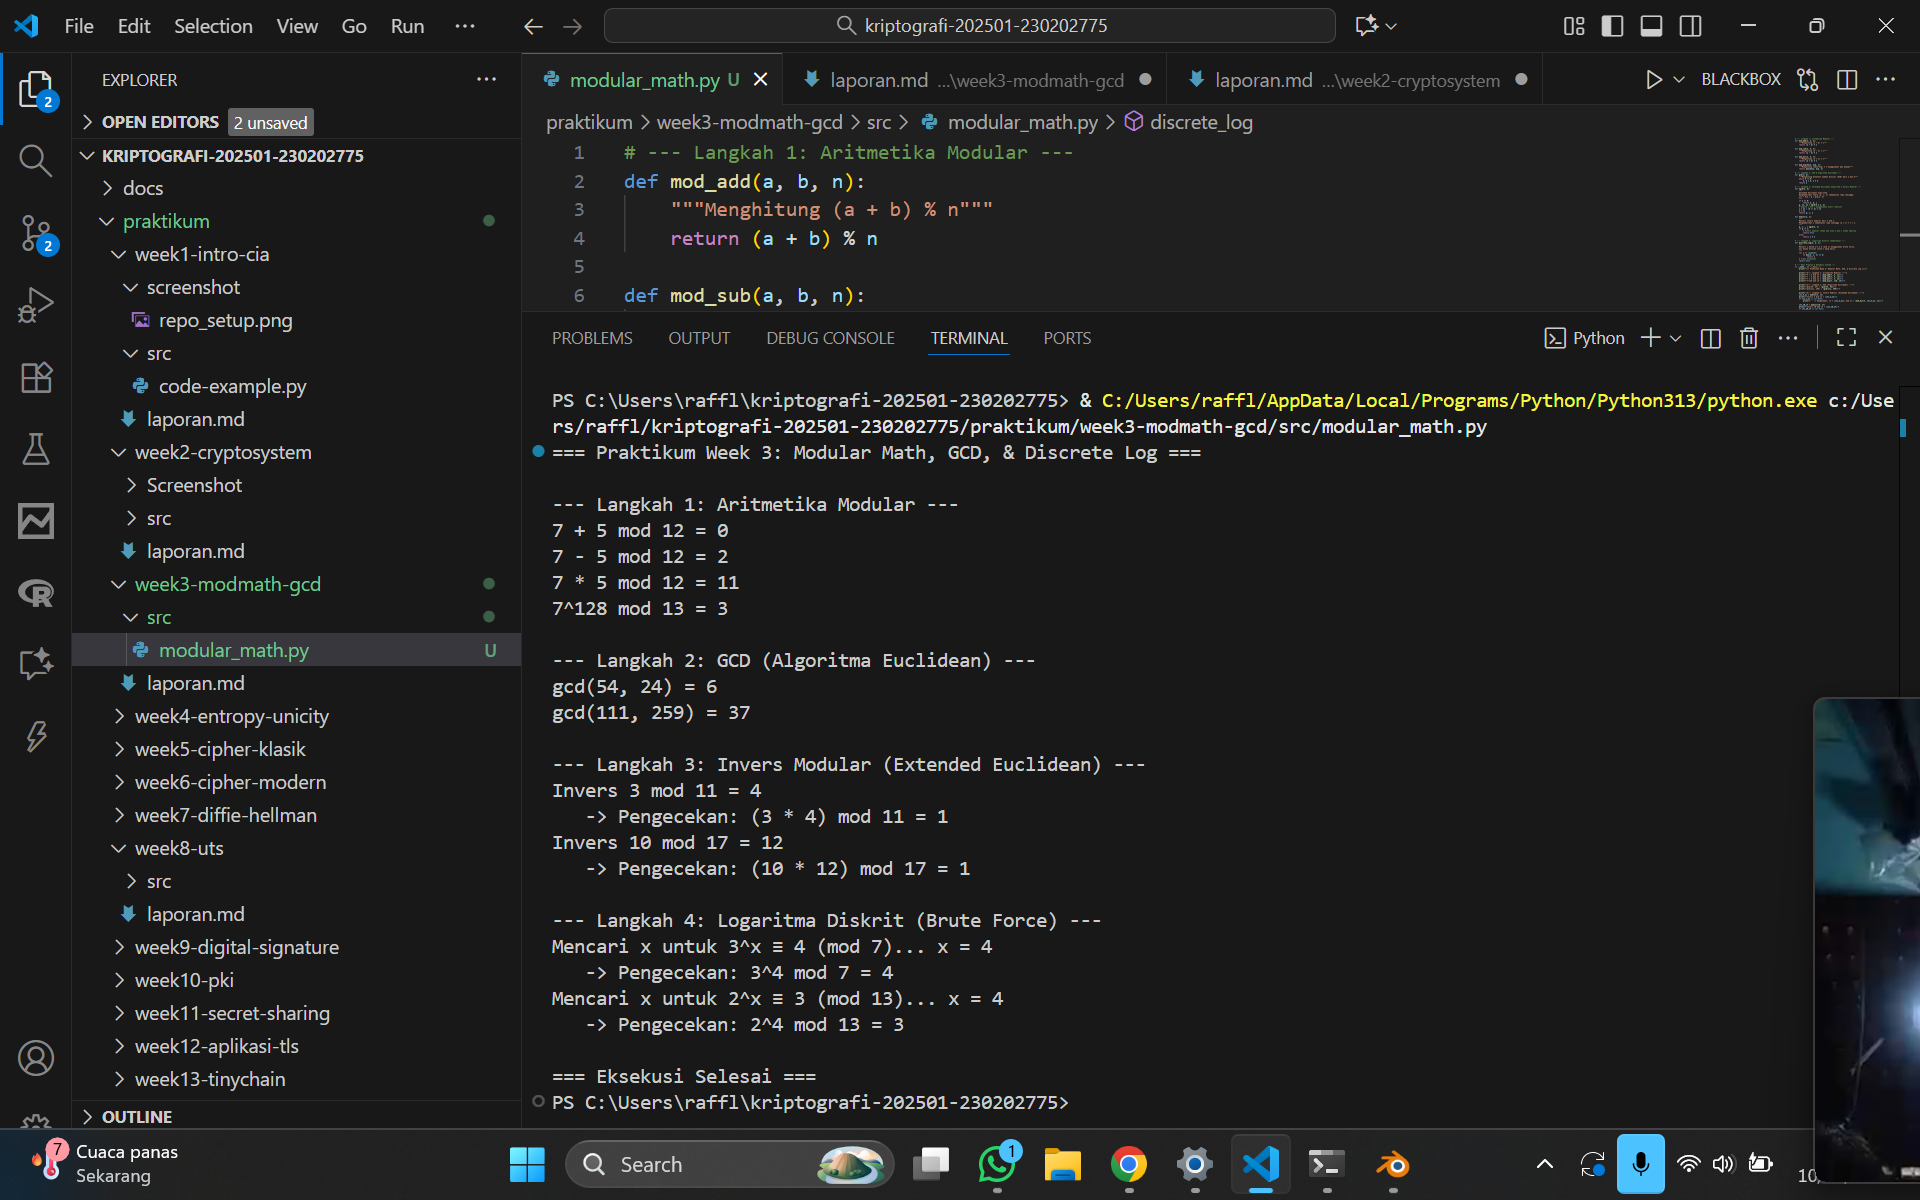 File Edit Selection View Go Run ··· kriptografi-202501-230202775
EXPLORER
OPEN EDITORS 2 unsaved
KRIPTOGRAFI-202501-230202775
docs
praktikum
week1-intro-cia
screenshot
repo_setup.png
src
code-example.py
laporan.md
week2-cryptosystem
Screenshot
src
laporan.md
week3-modmath-gcd
src
modular_math.py U
laporan.md
week4-entropy-unicity
week5-cipher-klasik
week6-cipher-modern
week7-diffie-hellman
week8-uts
src
laporan.md
week9-digital-signature
week10-pki
week11-secret-sharing
week12-aplikasi-tls
week13-tinychain
OUTLINE
2
2
modular_math.py U laporan.md ...\week3-modmath-gcd laporan.md ...\week2-cryptosystem BLACKBOX
praktikum > week3-modmath-gcd > src > modular_math.py > discrete_log
1 # --- Langkah 1: Aritmetika Modular ---
2 def mod_add(a, b, n):
3 """Menghitung (a + b) % n"""
4 return (a + b) % n
5
6 def mod_sub(a, b, n):
PROBLEMS OUTPUT DEBUG CONSOLE TERMINAL PORTS Python
PS C:\Users\raffl\kriptografi-202501-230202775> & C:/Users/raffl/AppData/Local/Programs/Python/Python313/python.exe c:/Use
rs/raffl/kriptografi-202501-230202775/praktikum/week3-modmath-gcd/src/modular_math.py
=== Praktikum Week 3: Modular Math, GCD, & Discrete Log ===
--- Langkah 1: Aritmetika Modular ---
7 + 5 mod 12 = 0
7 - 5 mod 12 = 2
7 * 5 mod 12 = 11
7^128 mod 13 = 3
--- Langkah 2: GCD (Algoritma Euclidean) ---
gcd(54, 24) = 6
gcd(111, 259) = 37
--- Langkah 3: Invers Modular (Extended Euclidean) ---
Invers 3 mod 11 = 4
-> Pengecekan: (3 * 4) mod 11 = 1
Invers 10 mod 17 = 12
-> Pengecekan: (10 * 12) mod 17 = 1
--- Langkah 4: Logaritma Diskrit (Brute Force) ---
Mencari x untuk 3^x ≡ 4 (mod 7)... x = 4
-> Pengecekan: 3^4 mod 7 = 4
Mencari x untuk 2^x ≡ 3 (mod 13)... x = 4
-> Pengecekan: 2^4 mod 13 = 3
=== Eksekusi Selesai ===
PS C:\Users\raffl\kriptografi-202501-230202775>
7 Cuaca panas
Sekarang
Search
1